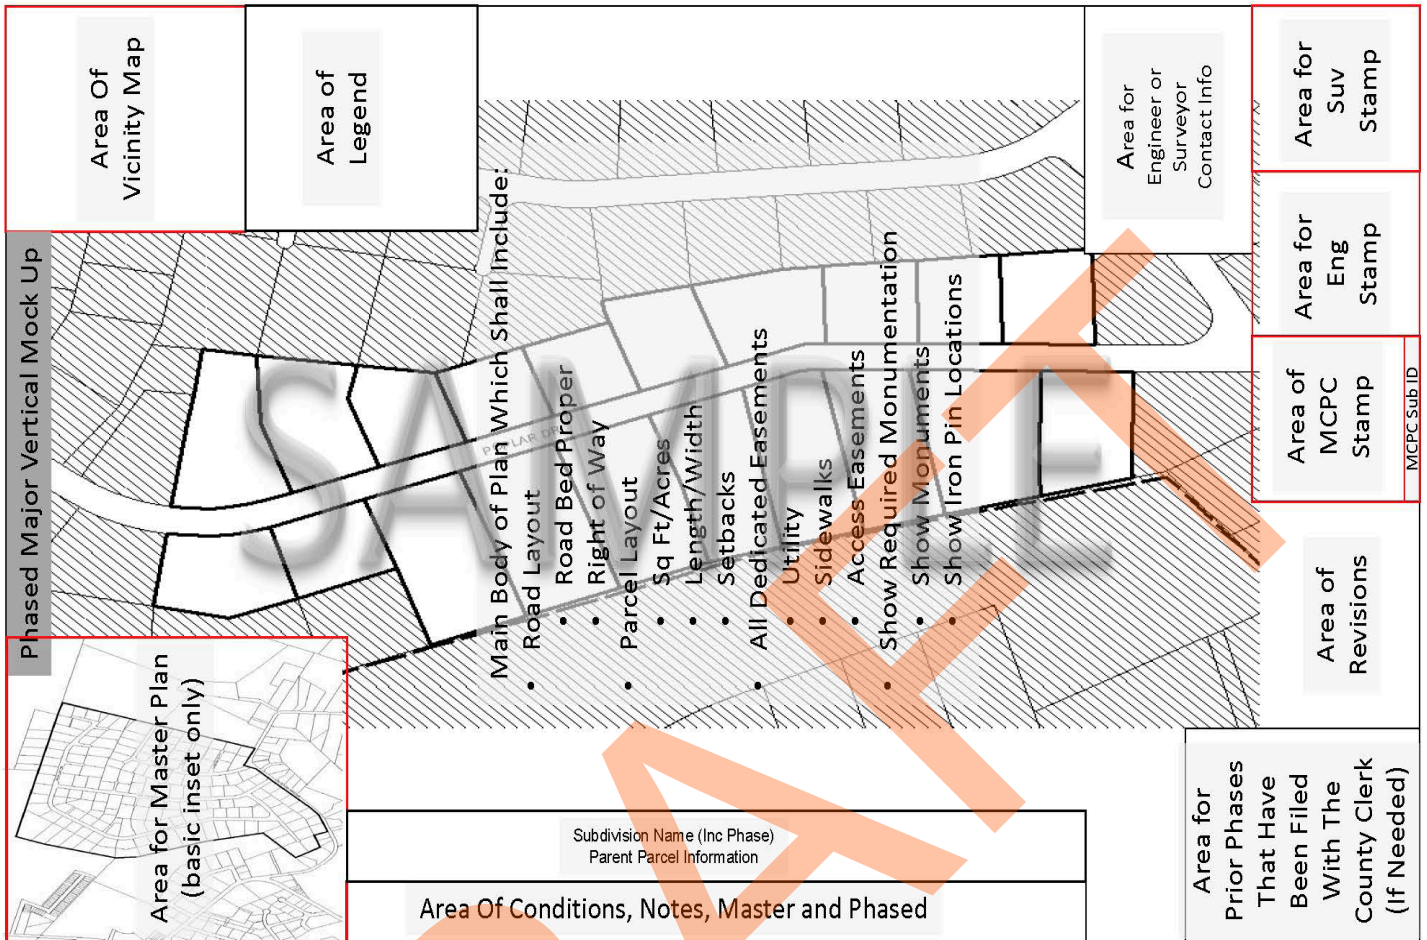 Phased Major Vertical Mock Up
Area Of
Vicinity Map
Area of
Legend
Area for
Engineer or
Surveyor
Contact Info
Area for
Suv
Stamp
Area for
Eng
Stamp
Area of
MCPC
Stamp
MCPC Sub ID
Area of
Revisions
Area for
Prior Phases
That Have
Been Filed
With The
County Clerk
(If Needed)
Main Body of Plan Which Shall Include:
• Road Layout
• Road Bed Proper
• Right of Way
• Parcel Layout
• Sq Ft/Acres
• Length/Width
• Setbacks
• All Dedicated Easements
• Utility
• Sidewalks
• Access Easements
• Show Required Monumentation
• Show Monuments
• Show Iron Pin Locations
POPLAR DR
SAMPLE
DRAFT
Area for Master Plan
(basic inset only)
Subdivision Name (Inc Phase)
Parent Parcel Information
Area Of Conditions, Notes, Master and Phased